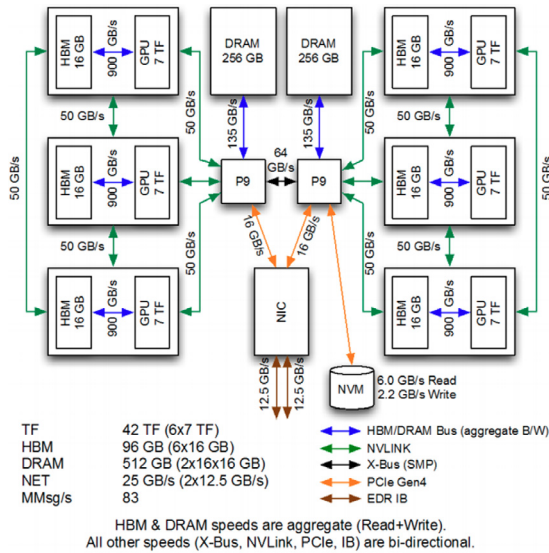 HBM
16 GB
900 GB/s
GPU
7 TF
DRAM
256 GB
DRAM
256 GB
HBM
16 GB
900 GB/s
GPU
7 TF
50 GB/s
50 GB/s
135 GB/s
135 GB/s
50 GB/s
50 GB/s
50 GB/s
HBM
16 GB
900 GB/s
GPU
7 TF
P9
64
GB/s
P9
HBM
16 GB
900 GB/s
GPU
7 TF
50 GB/s
50 GB/s
50 GB/s
16 GB/s
16 GB/s
50 GB/s
50 GB/s
HBM
16 GB
900 GB/s
GPU
7 TF
NIC
HBM
16 GB
900 GB/s
GPU
7 TF
12.5 GB/s
12.5 GB/s
NVM
6.0 GB/s Read
2.2 GB/s Write
TF 42 TF (6x7 TF)
HBM 96 GB (6x16 GB)
DRAM 512 GB (2x16x16 GB)
NET 25 GB/s (2x12.5 GB/s)
MMsg/s 83
HBM/DRAM Bus (aggregate B/W)
NVLINK
X-Bus (SMP)
PCIe Gen4
EDR IB
HBM & DRAM speeds are aggregate (Read+Write).
All other speeds (X-Bus, NVLink, PCIe, IB) are bi-directional.